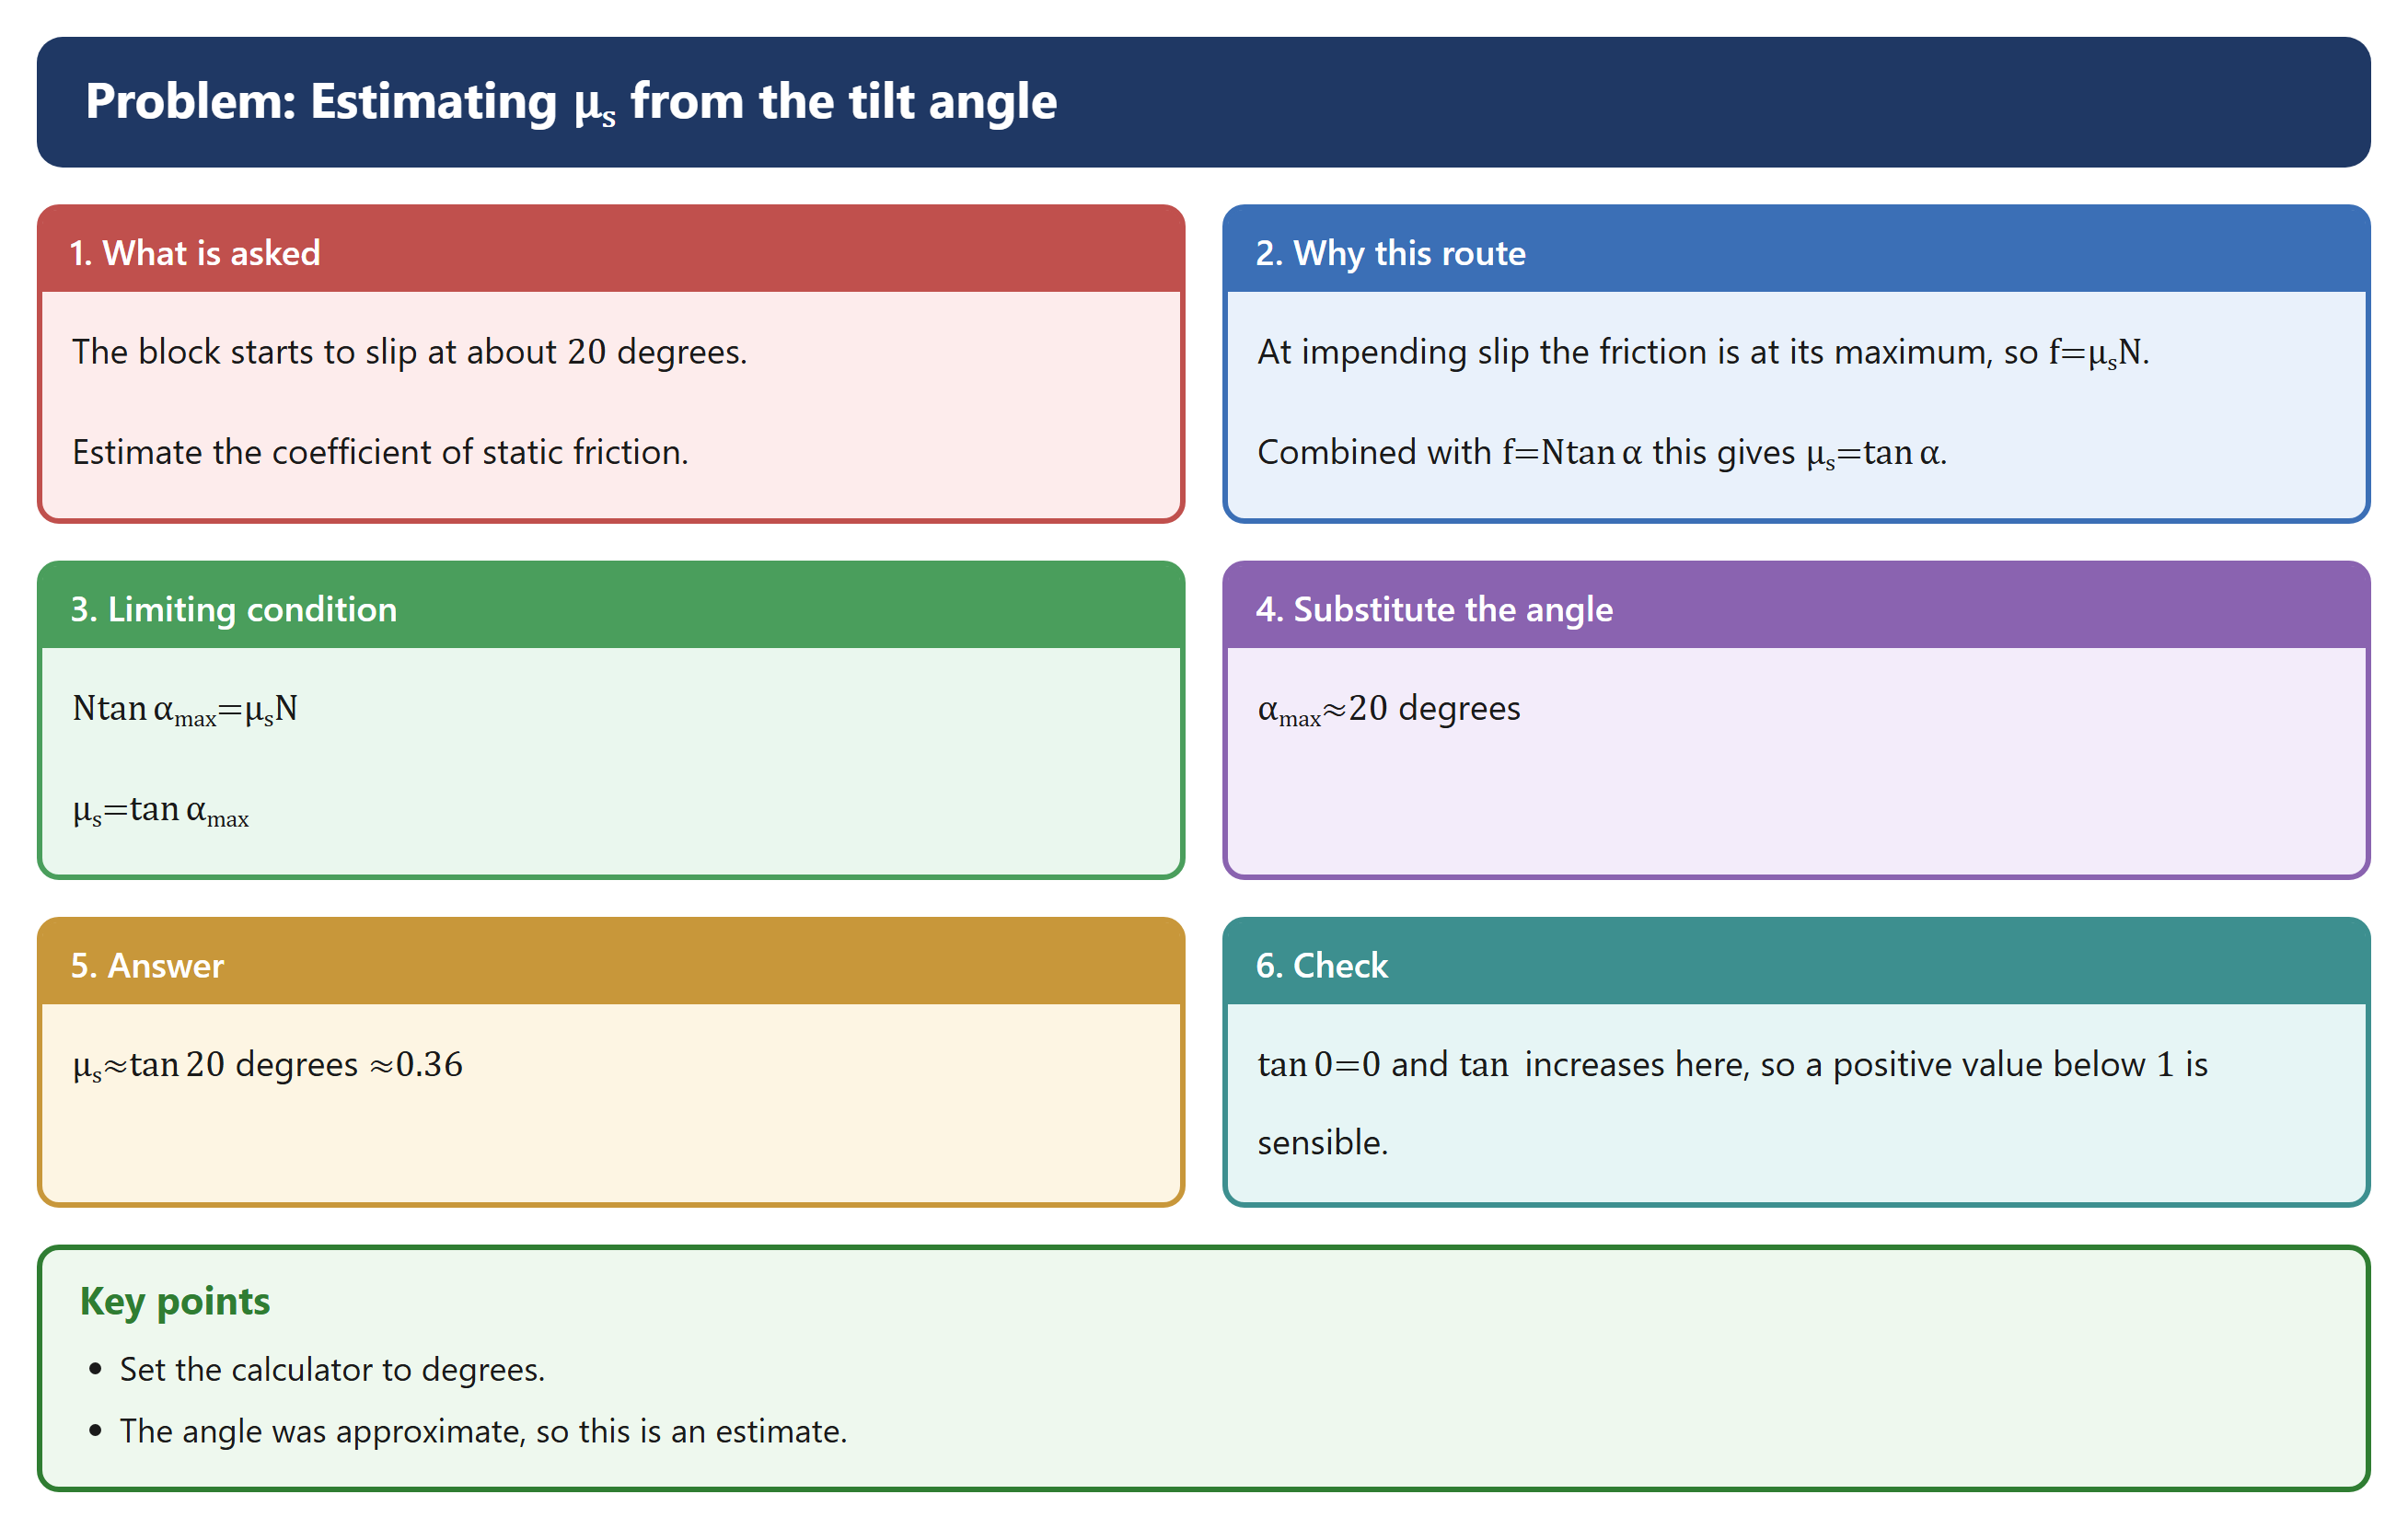 Problem: Estimating μₛ from the tilt angle
1. What is asked
The block starts to slip at about 20 degrees.
Estimate the coefficient of static friction.
2. Why this route
At impending slip the friction is at its maximum, so f=μₛN.
Combined with f=Ntan α this gives μₛ=tan α.
3. Limiting condition
Ntan αₘₐₓ=μₛN
μₛ=tan αₘₐₓ
4. Substitute the angle
αₘₐₓ≈20 degrees
5. Answer
μₛ≈tan 20 degrees ≈0.36
6. Check
tan 0=0 and tan increases here, so a positive value below 1 is
sensible.
Key points
• Set the calculator to degrees.
• The angle was approximate, so this is an estimate.